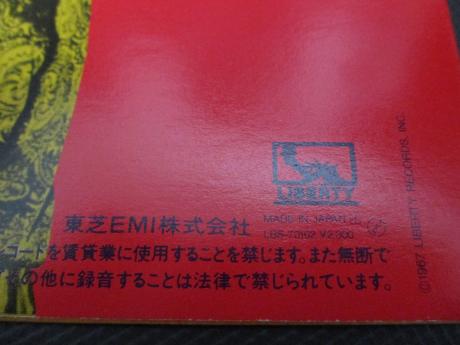 LIBERTY
東芝EMI株式会社
MADE IN JAPAN
¥2,300
コードを賃貸業に使用することを禁じます。また無断で
の他に録音することは法律で禁じられています。
©1967 LIBERTY RECORDS, INC.